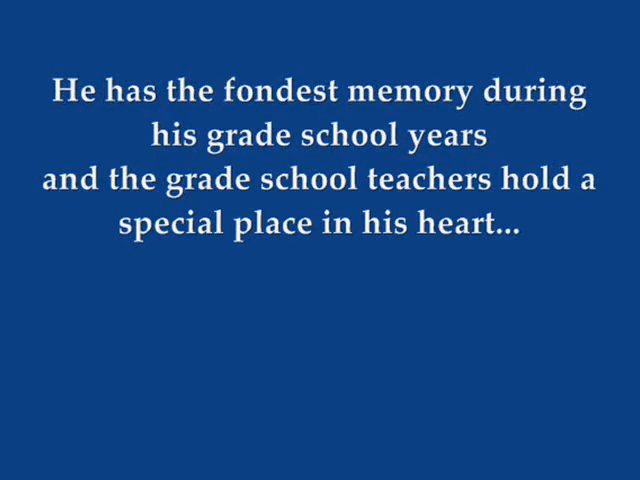 He has the fondest memory during
his grade school years
and the grade school teachers hold a
special place in his heart...